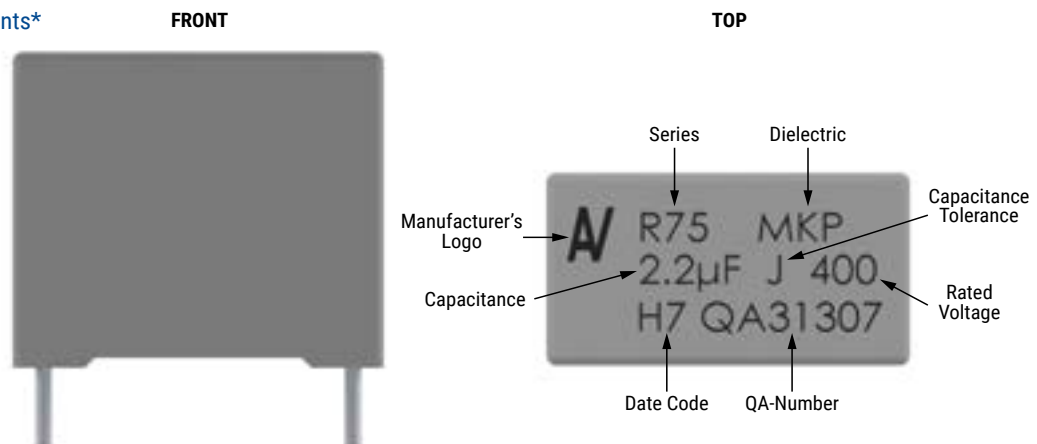 nts*
FRONT
TOP
Series
Dielectric
Capacitance
Tolerance
Manufacturer's
Logo
R75 MKP
2.2µF J 400
H7 QA31307
Capacitance
Rated
Voltage
Date Code
QA-Number